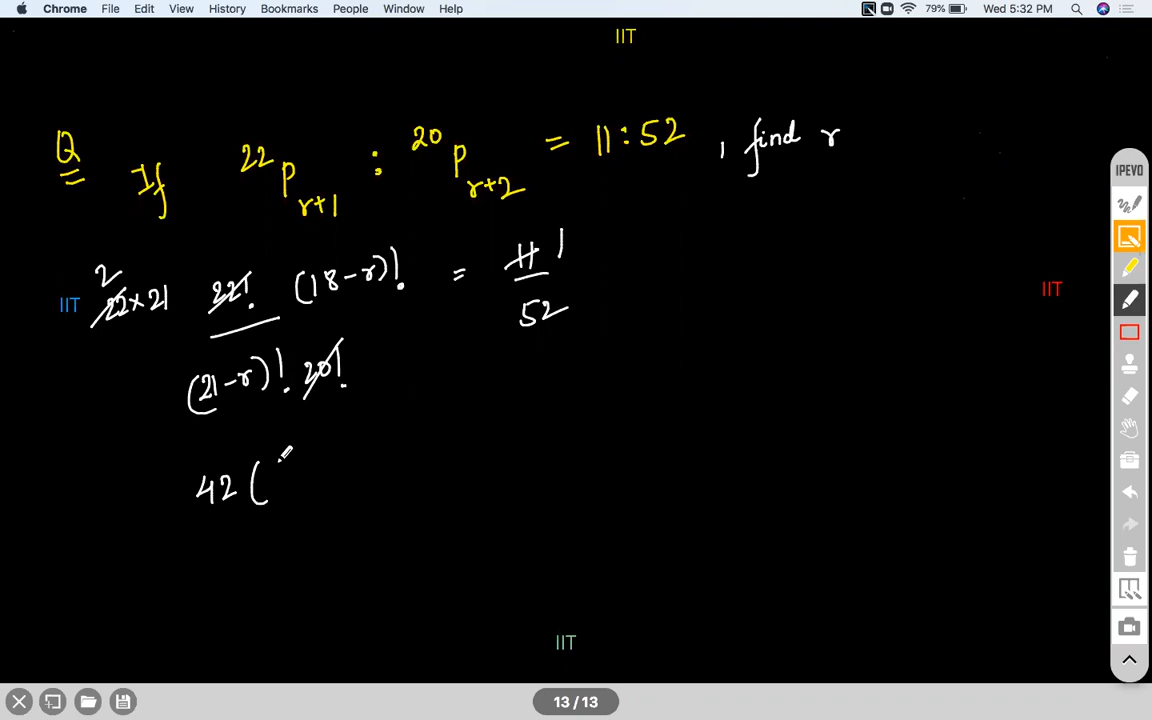 Chrome File Edit View History Bookmarks People Window Help 79% Wed 5:32 PM
IIT
Q If ²²P r+1 : ²⁰P r+2 = 11:52, find r
IPEVO
2 1
22×21 22! (18-r)! = 11
IIT 52
IIT
(21-r)! 20!
42(
IIT
13/13